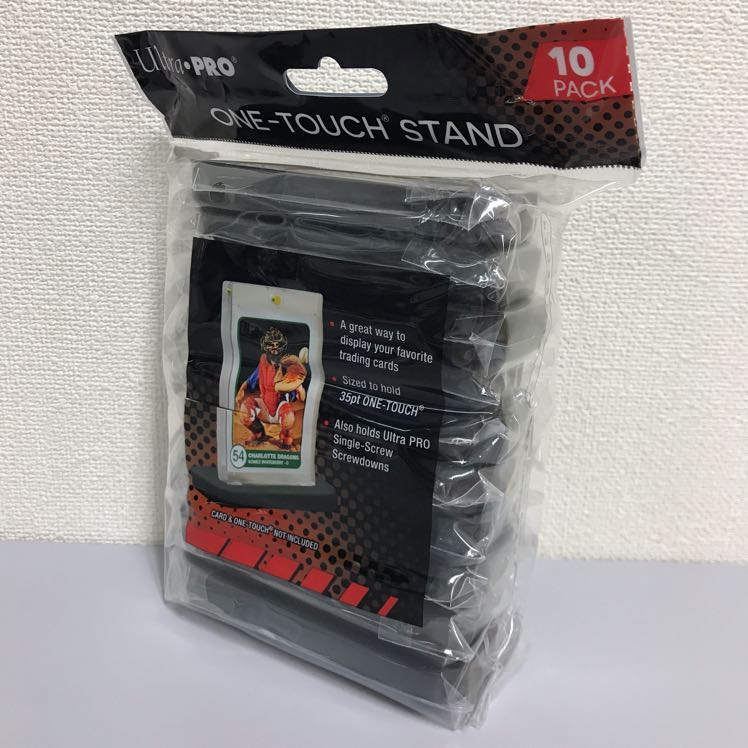 Ultra•PRO®
10
PACK
ONE-TOUCH® STAND
• A great way to
display your favorite
trading cards
• Sized to hold
35pt ONE-TOUCH®
• Also holds Ultra PRO
Single-Screw
Screwdowns
54
CHARLOTTE DRAGONS
CARD & ONE-TOUCH® NOT INCLUDED